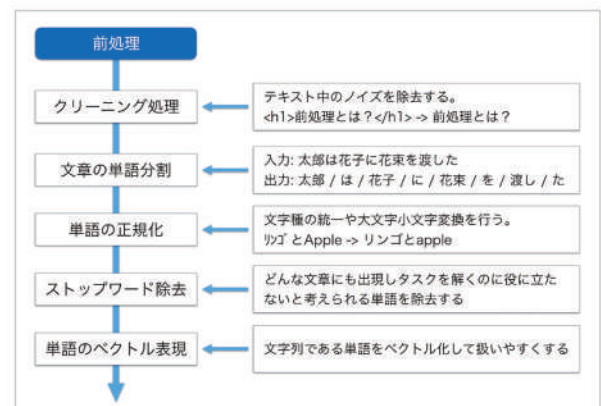 前処理
クリーニング処理
テキスト中のノイズを除去する。
<h1>前処理とは？</h1> -> 前処理とは？
文章の単語分割
入力: 太郎は花子に花束を渡した
出力: 太郎 / は / 花子 / に / 花束 / を / 渡し / た
単語の正規化
文字種の統一や大文字小文字変換を行う。
ﾘﾝｺﾞとApple -> リンゴとapple
ストップワード除去
どんな文章にも出現しタスクを解くのに役に立た
ないと考えられる単語を除去する
単語のベクトル表現
文字列である単語をベクトル化して扱いやすくする